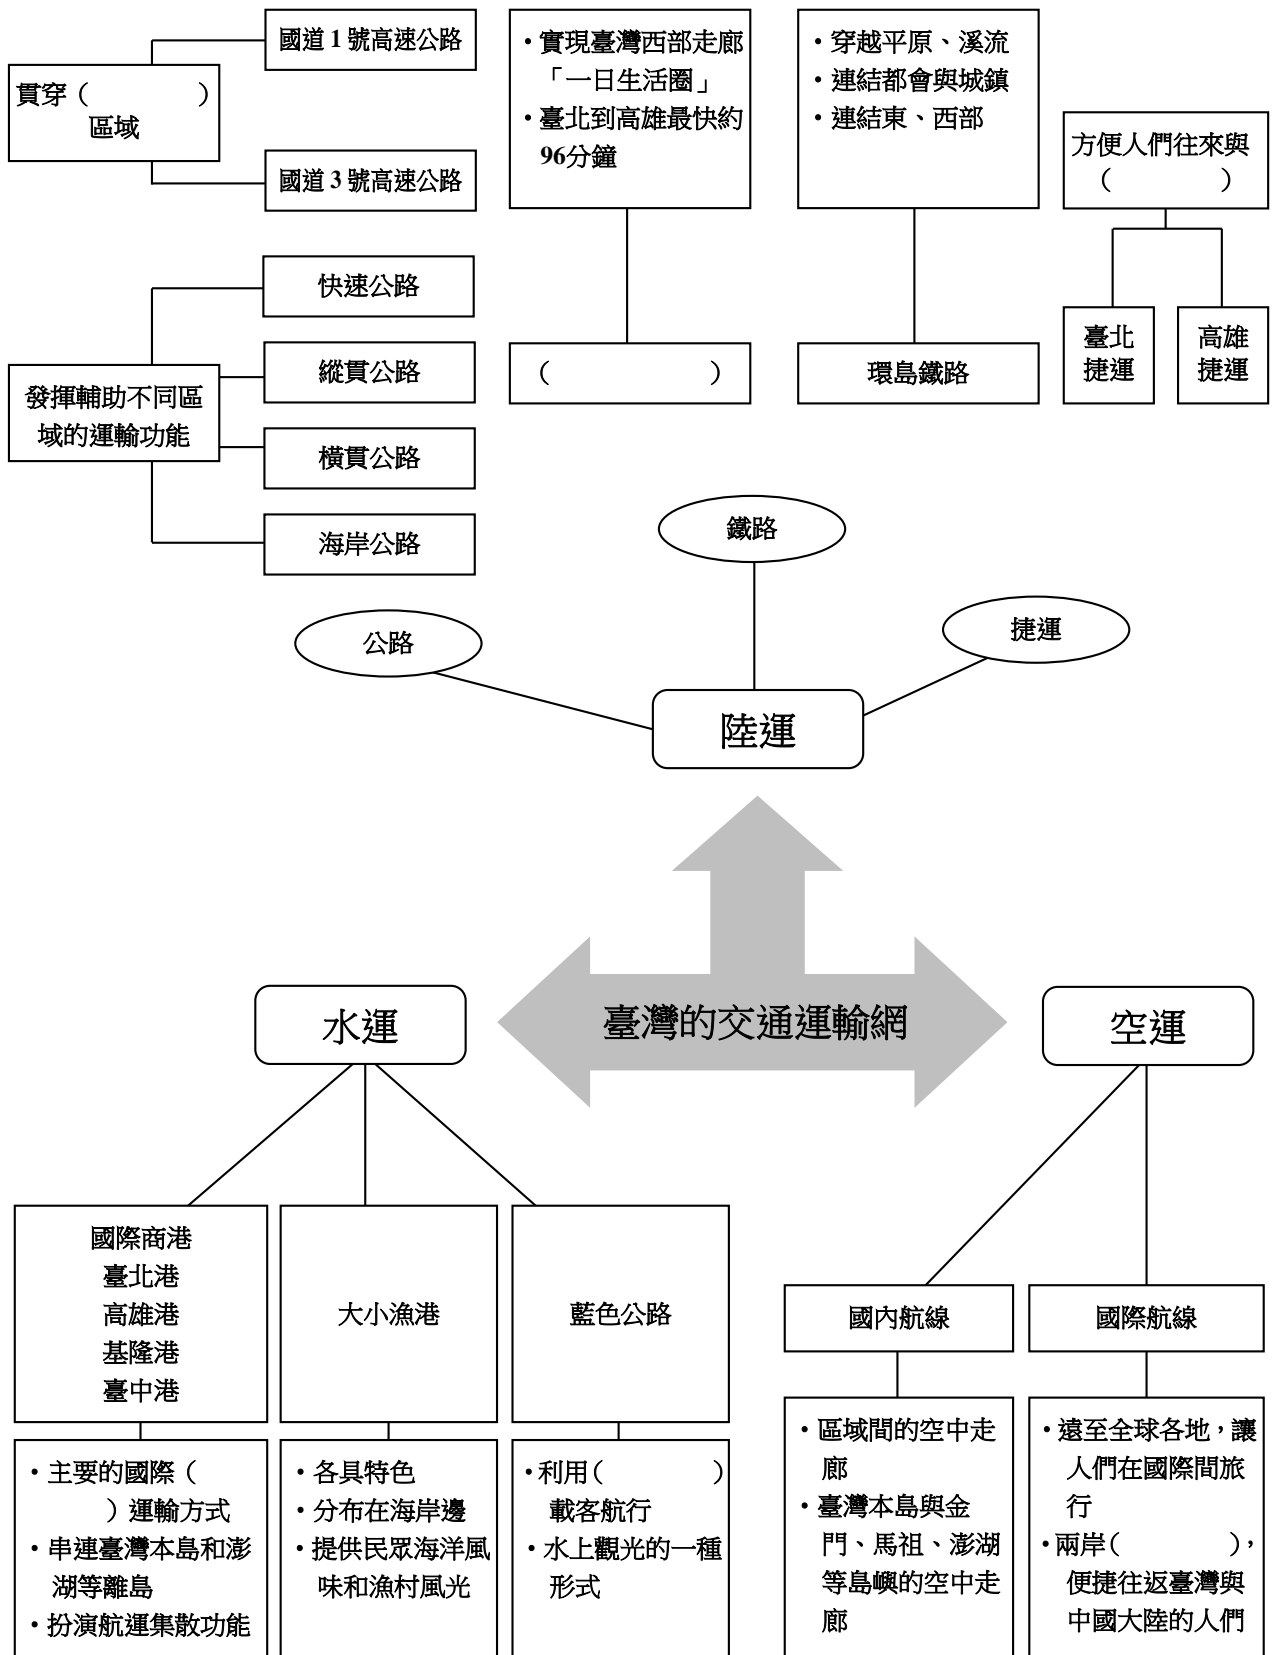 國道 1 號高速公路
貫穿（　　　　）
區域
國道 3 號高速公路
・實現臺灣西部走廊
「一日生活圈」
・臺北到高雄最快約
96分鐘
（　　　　　　）
・穿越平原、溪流
・連結都會與城鎮
・連結東、西部
環島鐵路
方便人們往來與
（　　　　）
臺北
捷運
高雄
捷運
快速公路
縱貫公路
發揮輔助不同區
域的運輸功能
橫貫公路
海岸公路
鐵路
公路
捷運
陸運
臺灣的交通運輸網
水運
空運
國際商港
臺北港
高雄港
基隆港
臺中港
大小漁港
藍色公路
國內航線
國際航線
・主要的國際（
）運輸方式
・串連臺灣本島和澎
湖等離島
・扮演航運集散功能
・各具特色
・分布在海岸邊
・提供民眾海洋風
味和漁村風光
・利用（　　　　）
載客航行
・水上觀光的一種
形式
・區域間的空中走
廊
・臺灣本島與金
門、馬祖、澎湖
等島嶼的空中走
廊
・遠至全球各地，讓
人們在國際間旅
行
・兩岸（　　　　），
便捷往返臺灣與
中國大陸的人們